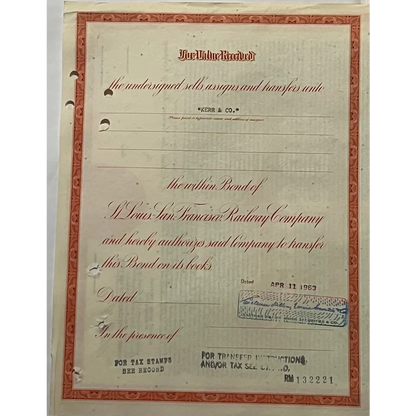 For Value Received
the undersigned sells, assigns and transfers unto
"KERR & CO."
the within Bond of
St. Louis-San Francisco Railway Company
and hereby authorizes said Company to transfer
this Bond on its books.
Dated APR 11 1963
Dated
In the presence of
FOR TAX STAMPS
SEE RECORD
FOR TRANSFER INSTRUCTIONS
AND/OR TAX SEE
RM 132221